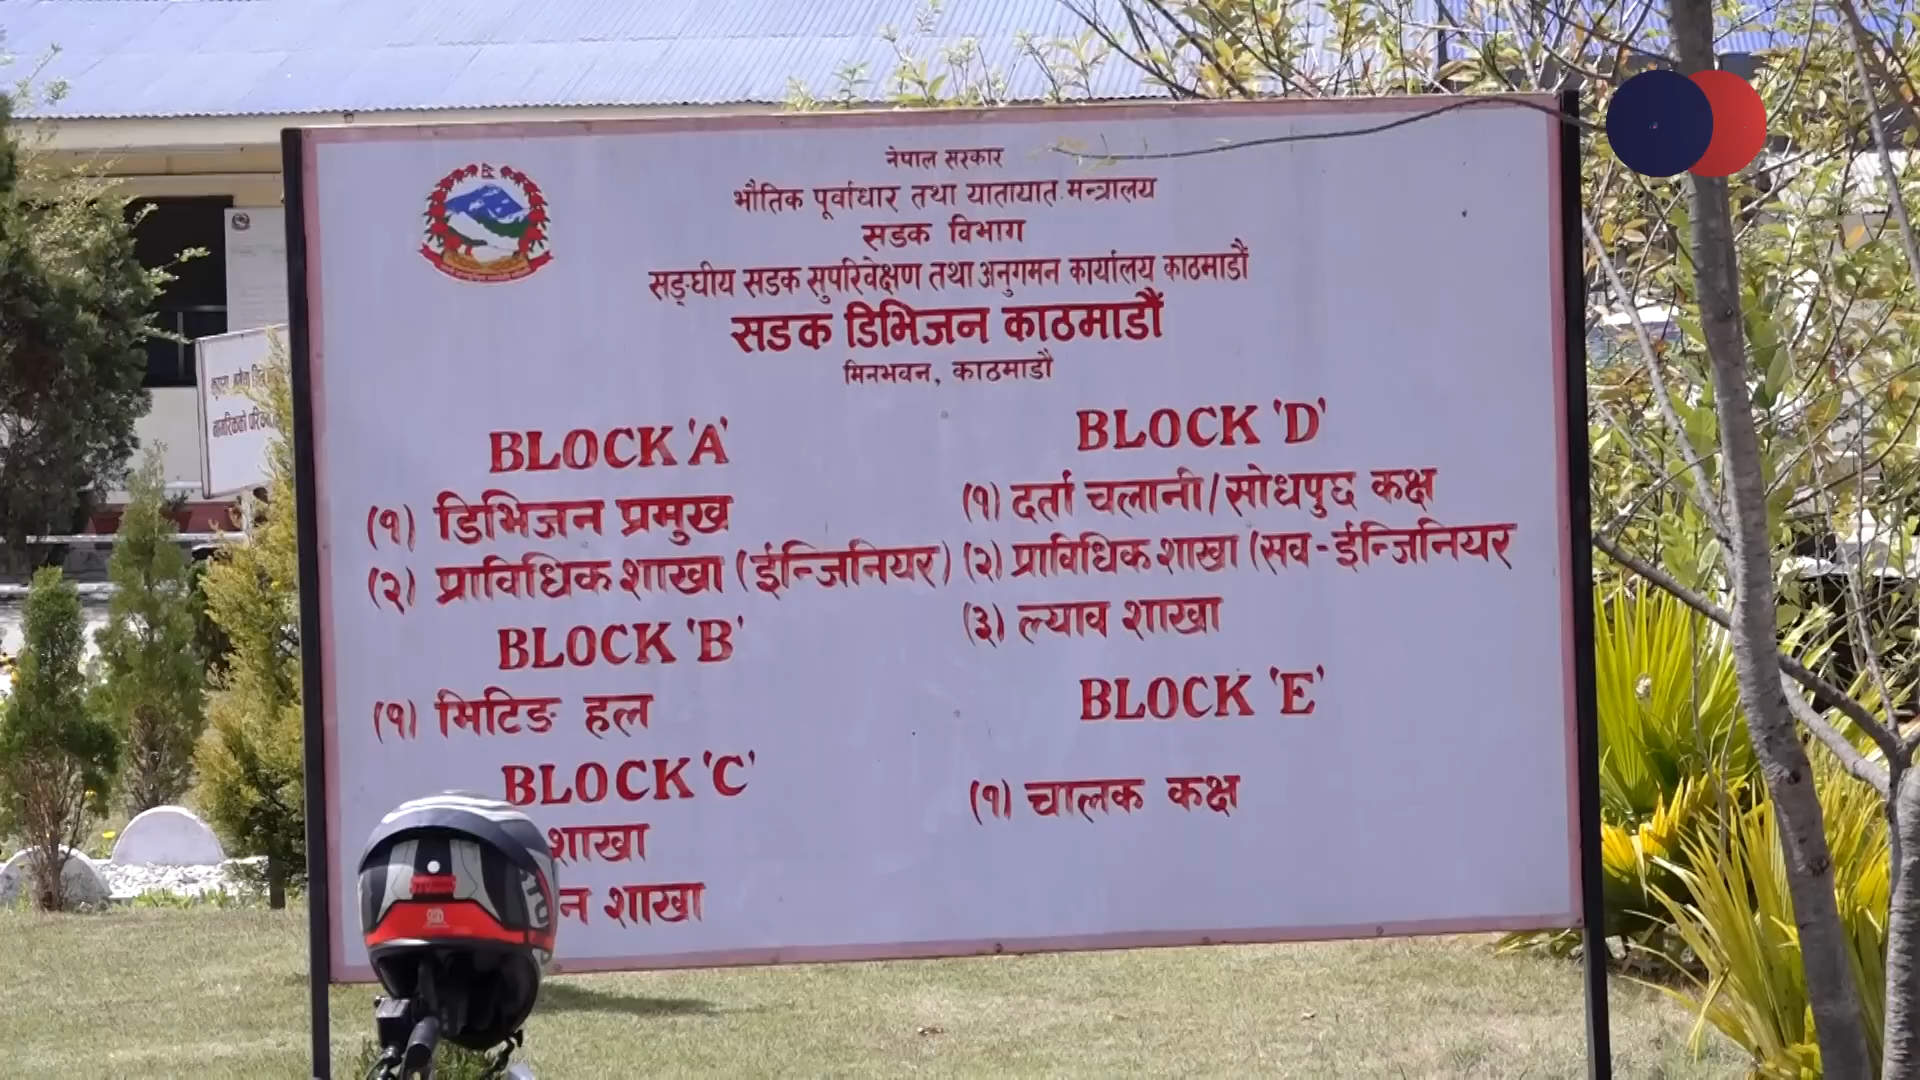 नेपाल सरकार
भौतिक पूर्वाधार तथा यातायात मन्त्रालय
सडक विभाग
सङ्घीय सडक सुपरिवेक्षण तथा अनुगमन कार्यालय काठमाडौं
सडक डिभिजन काठमाडौं
मिनभवन, काठमाडौं
BLOCK 'A'
(१) डिभिजन प्रमुख
(२) प्राविधिक शाखा (ईन्जिनियर)
BLOCK 'B'
(१) मिटिङ हल
BLOCK 'C'
शाखा
न शाखा
BLOCK 'D'
(१) दर्ता चलानी/सोधपुछ कक्ष
(२) प्राविधिक शाखा (सव-ईन्जिनियर
(३) ल्याव शाखा
BLOCK 'E'
(१) चालक कक्ष